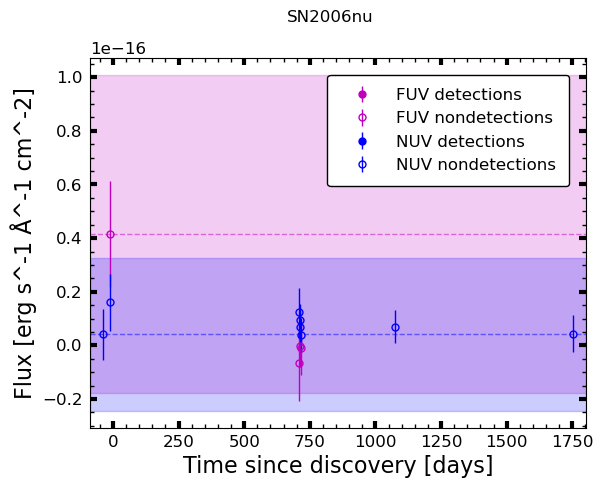 SN2006nu
1e−16
1.0
0.8
0.6
0.4
0.2
0.0
−0.2
Flux [erg s^-1 Å^-1 cm^-2]
FUV detections
FUV nondetections
NUV detections
NUV nondetections
0 250 500 750 1000 1250 1500 1750
Time since discovery [days]